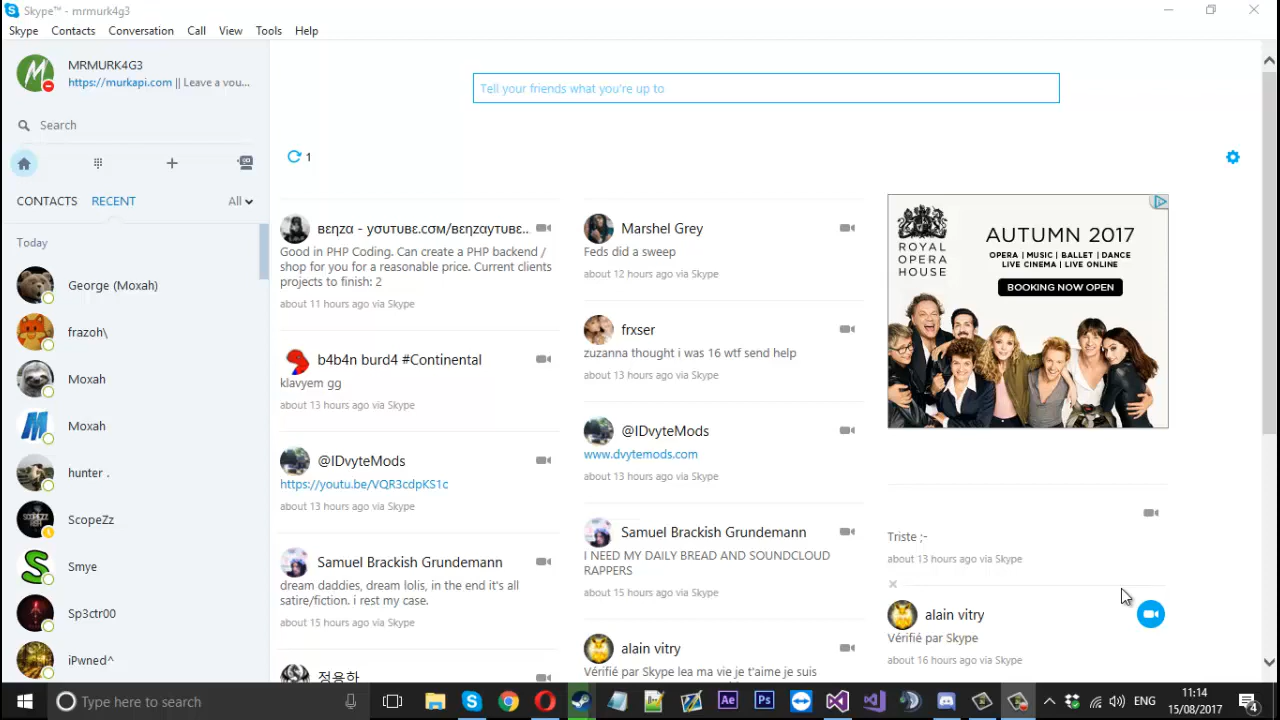 Skype™ - mrmurk4g3
Skype Contacts Conversation Call View Tools Help
MRMURK4G3
https://murkapi.com || Leave a vou...
Search
CONTACTS RECENT All
Today
George (Moxah)
frazoh\
Moxah
Moxah
hunter .
ScopeZz
Smye
Sp3ctr00
iPwned^
Tell your friends what you're up to
1
вєηzα - yσυтυвє.cσм/вєηzαyтυвє...
Good in PHP Coding. Can create a PHP backend /
shop for you for a reasonable price. Current clients
projects to finish: 2
about 11 hours ago via Skype
b4b4n burd4 #Continental
klavyem gg
about 13 hours ago via Skype
@IDvyteMods
https://youtu.be/VQR3cdpKS1c
about 13 hours ago via Skype
Samuel Brackish Grundemann
dream daddies, dream lolis, in the end it's all
satire/fiction. i rest my case.
about 15 hours ago via Skype
정용하
Marshel Grey
Feds did a sweep
about 12 hours ago via Skype
frxser
zuzanna thought i was 16 wtf send help
about 13 hours ago via Skype
@IDvyteMods
www.dvytemods.com
about 13 hours ago via Skype
Samuel Brackish Grundemann
I NEED MY DAILY BREAD AND SOUNDCLOUD
RAPPERS
about 15 hours ago via Skype
alain vitry
Vérifié par Skype lea ma vie je t'aime je suis
ROYAL
OPERA
HOUSE
AUTUMN 2017
OPERA | MUSIC | BALLET | DANCE
LIVE CINEMA | LIVE ONLINE
BOOKING NOW OPEN
Triste ;-
about 13 hours ago via Skype
alain vitry
Vérifié par Skype
about 16 hours ago via Skype
Type here to search
Ae
Ps
ENG
11:14
15/08/2017
4